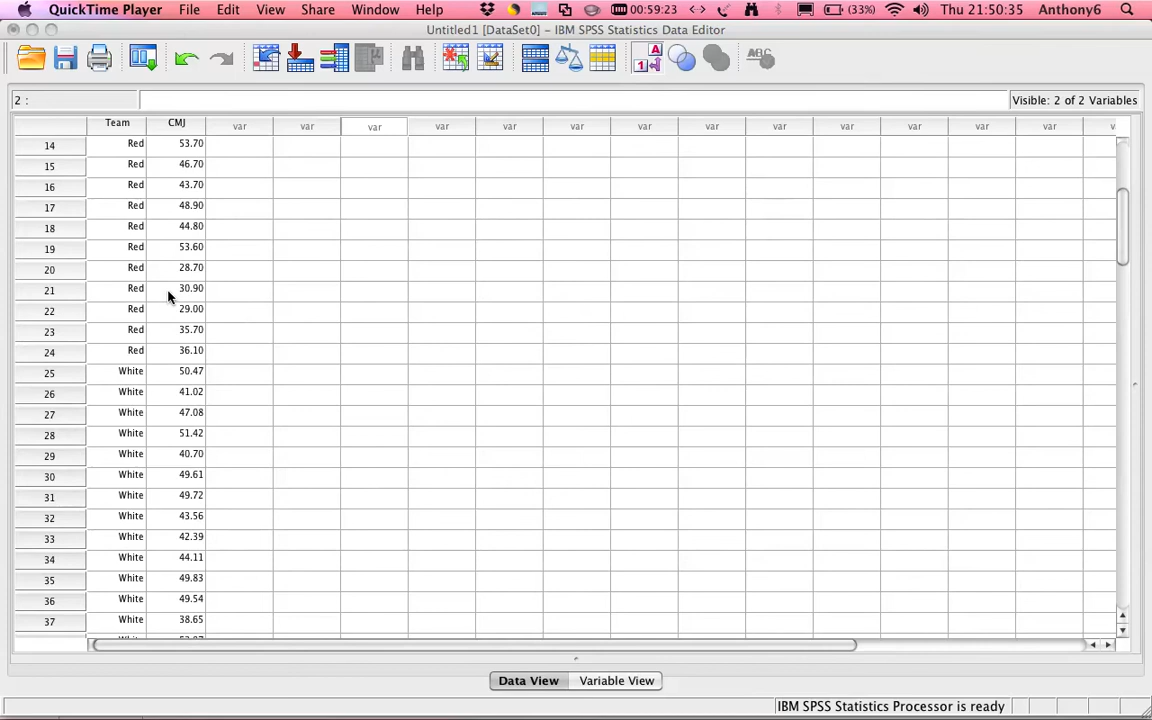 QuickTime Player File Edit View Share Window Help 00:59:23 (33%) Thu 21:50:35 Anthony6
Untitled1 [DataSet0] – IBM SPSS Statistics Data Editor
A
1
ABC
2 :
Visible: 2 of 2 Variables
Team CMJ var var var var var var var var var var var var var v
14 Red 53.70
15 Red 46.70
16 Red 43.70
17 Red 48.90
18 Red 44.80
19 Red 53.60
20 Red 28.70
21 Red 30.90
22 Red 29.00
23 Red 35.70
24 Red 36.10
25 White 50.47
26 White 41.02
27 White 47.08
28 White 51.42
29 White 40.70
30 White 49.61
31 White 49.72
32 White 43.56
33 White 42.39
34 White 44.11
35 White 49.83
36 White 49.54
37 White 38.65
Data View Variable View
IBM SPSS Statistics Processor is ready